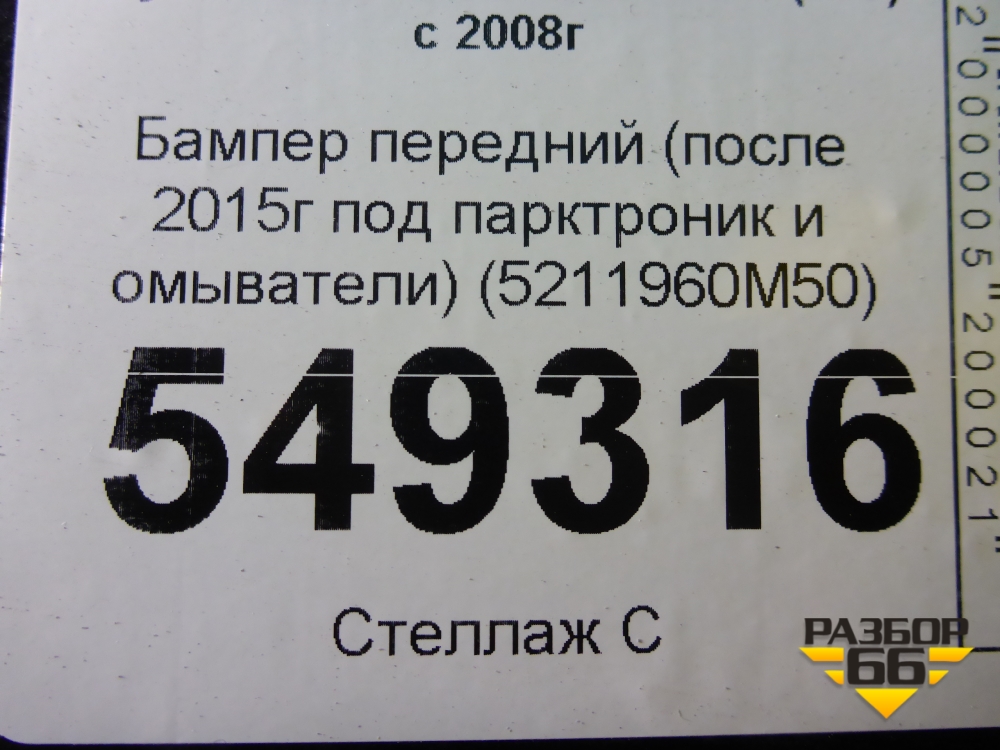 с 2008г
Бампер передний (после
2015г под парктроник и
омыватели) (5211960M50)
549316
Стеллаж С
РАЗБОР
66